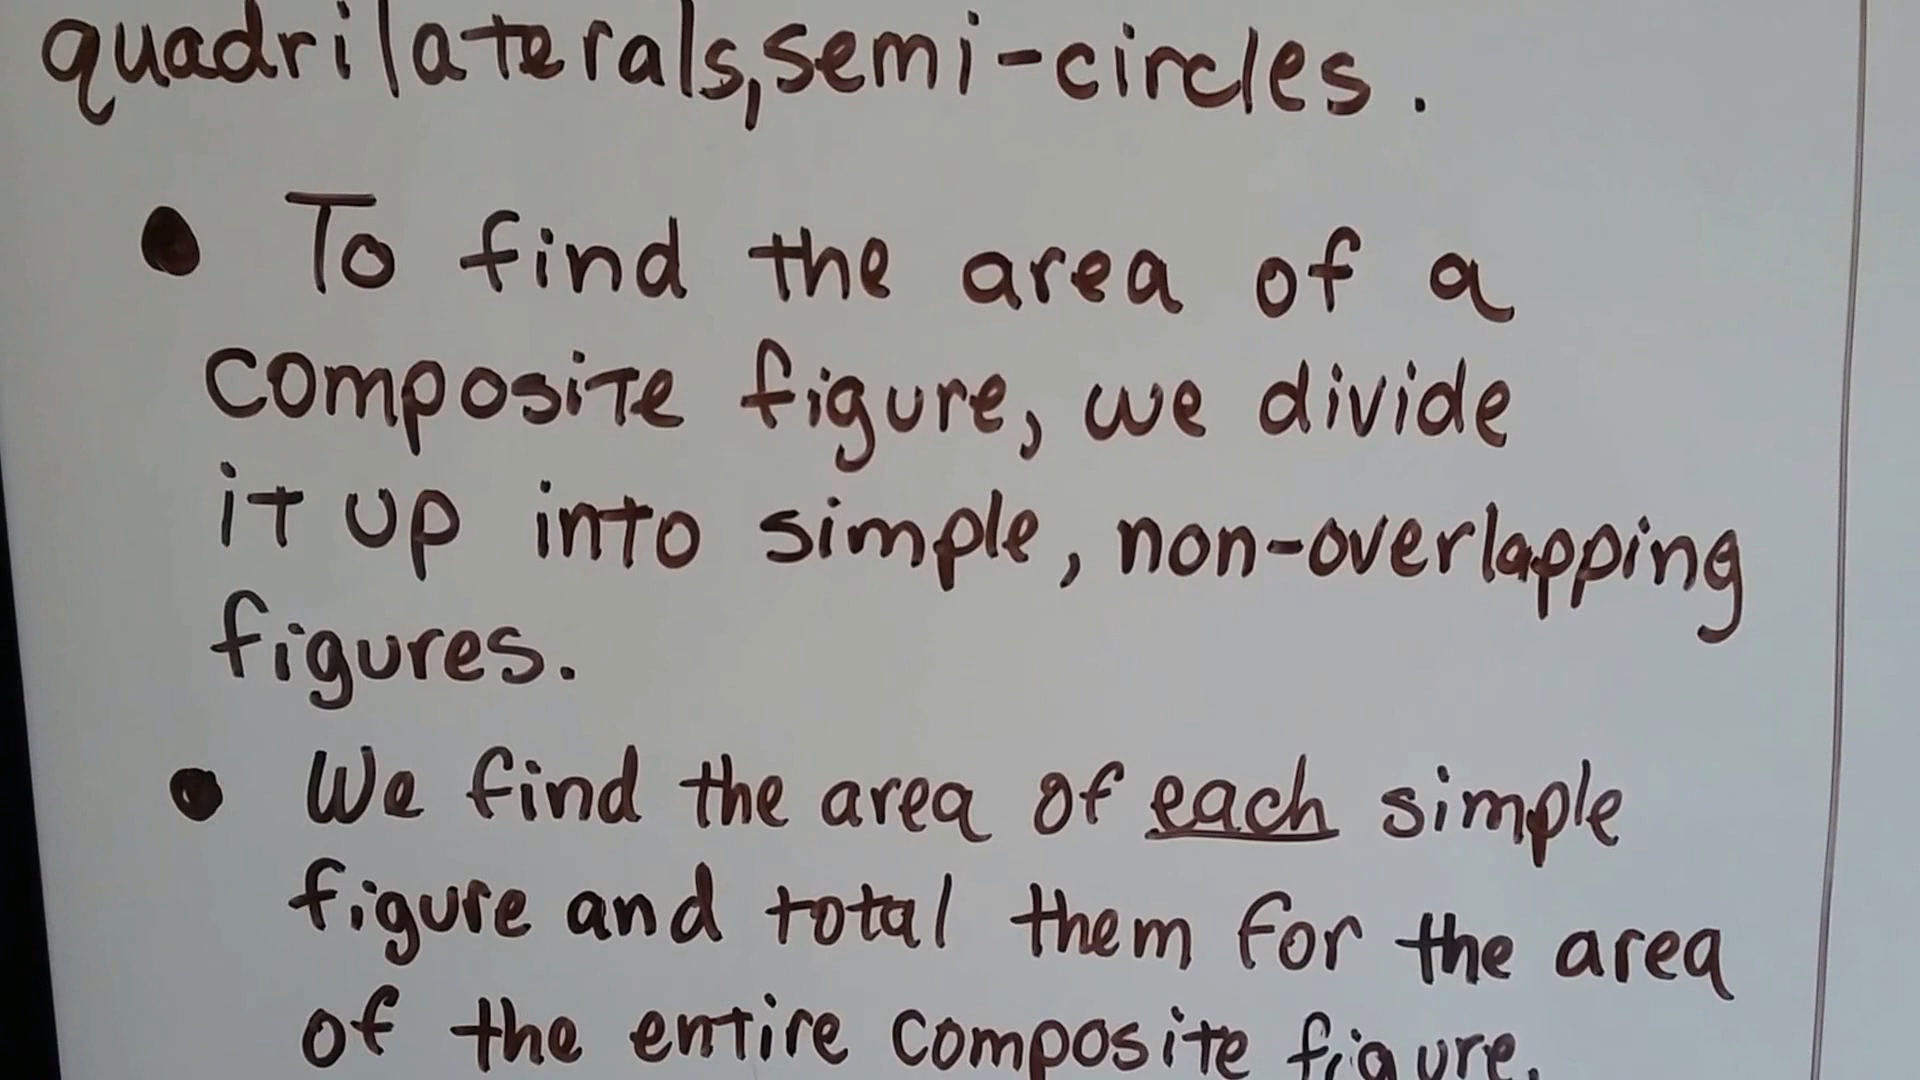 quadrilaterals, semi-circles.
• To find the area of a
composite figure, we divide
it up into simple, non-overlapping
figures.
• We find the area of each simple
figure and total them for the area
of the entire composite figure.